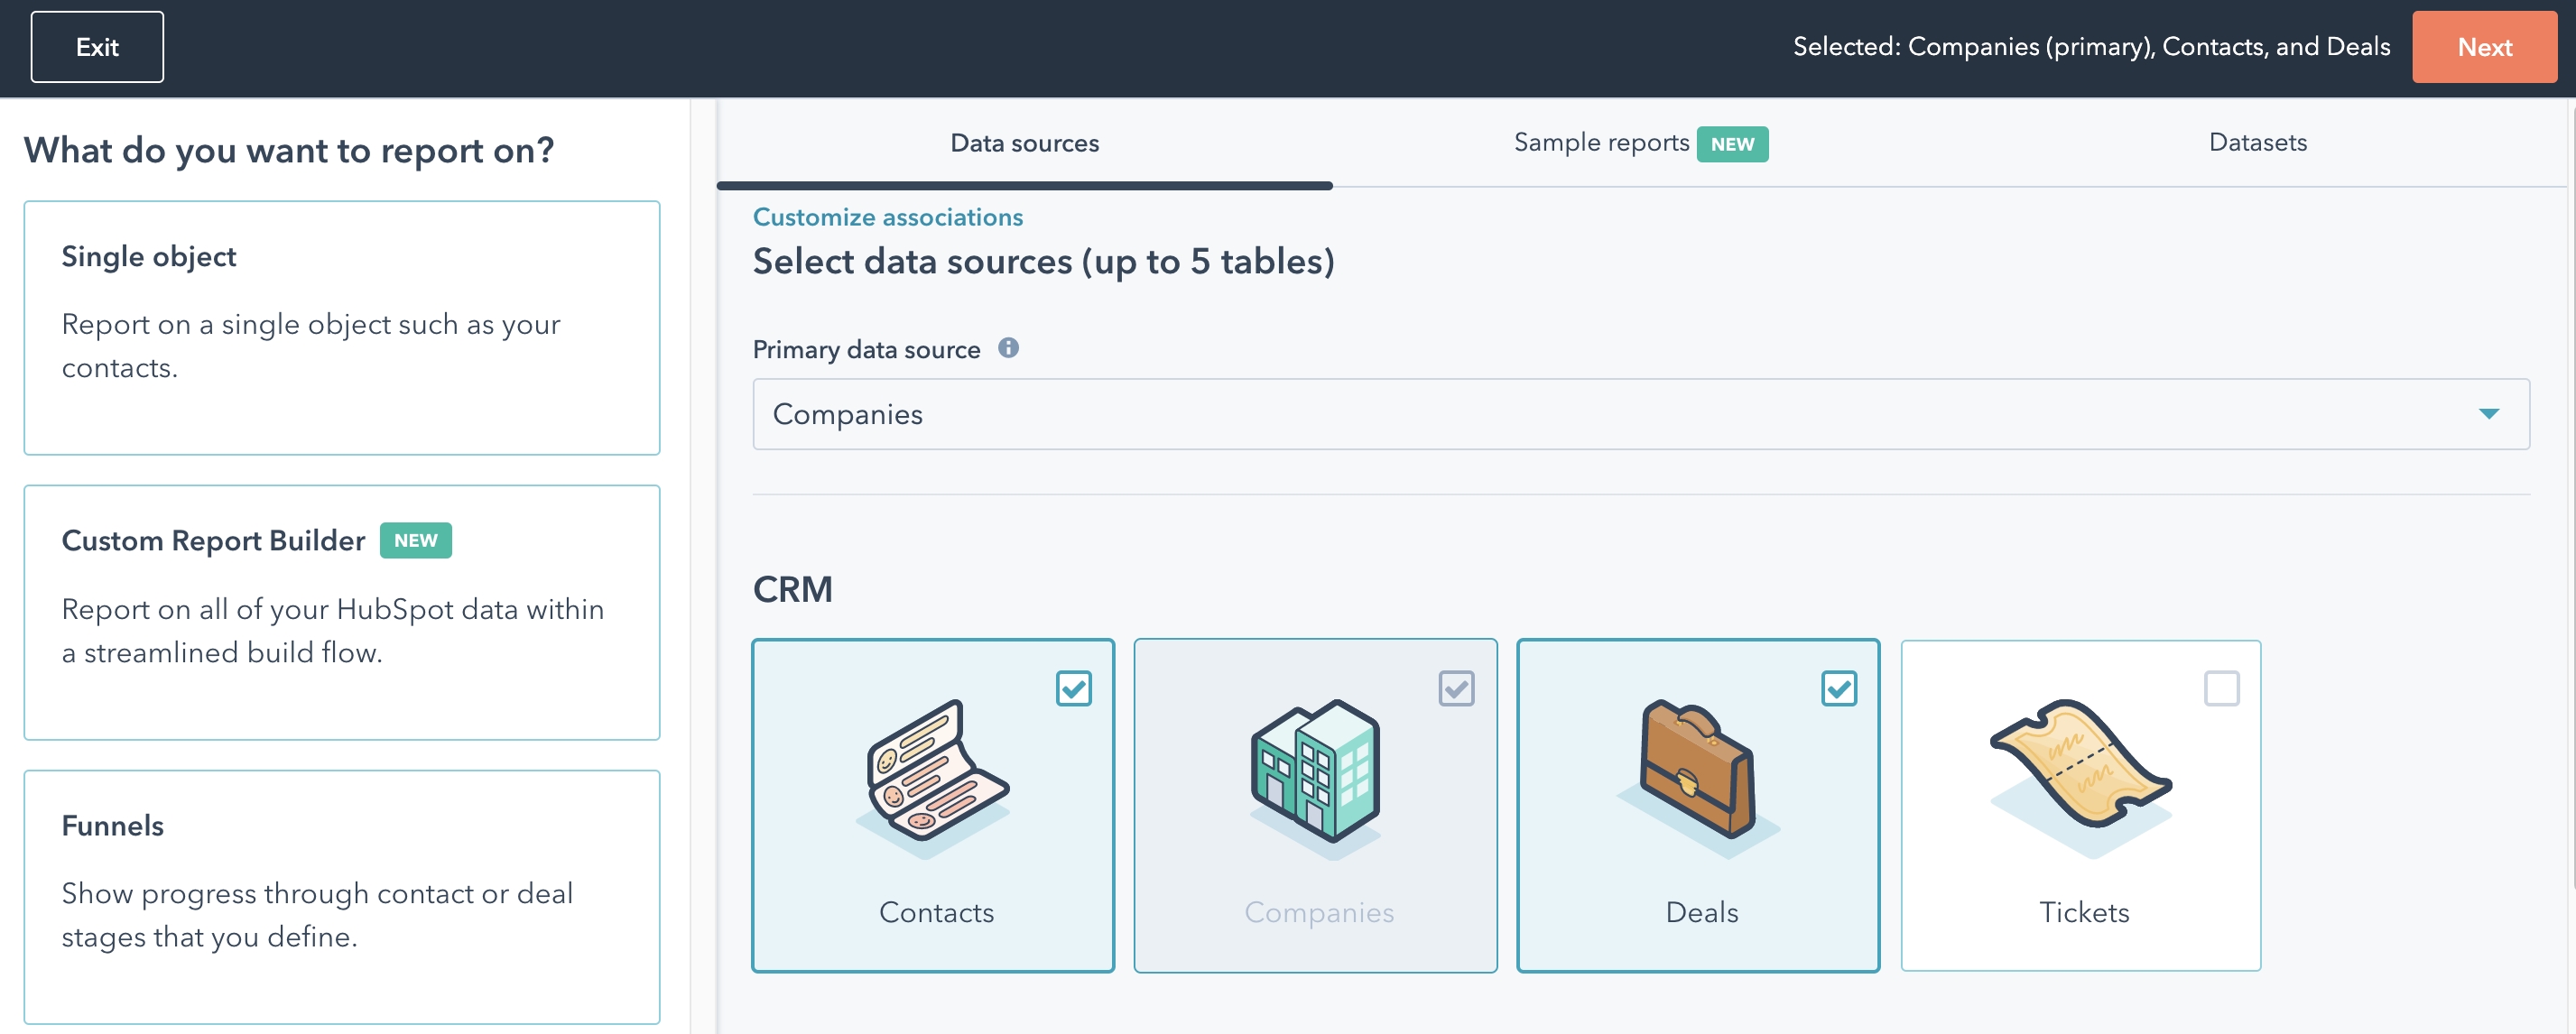 Exit
Selected: Companies (primary), Contacts, and Deals
Next
What do you want to report on?
Single object
Report on a single object such as your
contacts.
Custom Report Builder NEW
Report on all of your HubSpot data within
a streamlined build flow.
Funnels
Show progress through contact or deal
stages that you define.
Data sources
Sample reports NEW
Datasets
Customize associations
Select data sources (up to 5 tables)
Primary data source
Companies
CRM
Contacts
Companies
Deals
Tickets